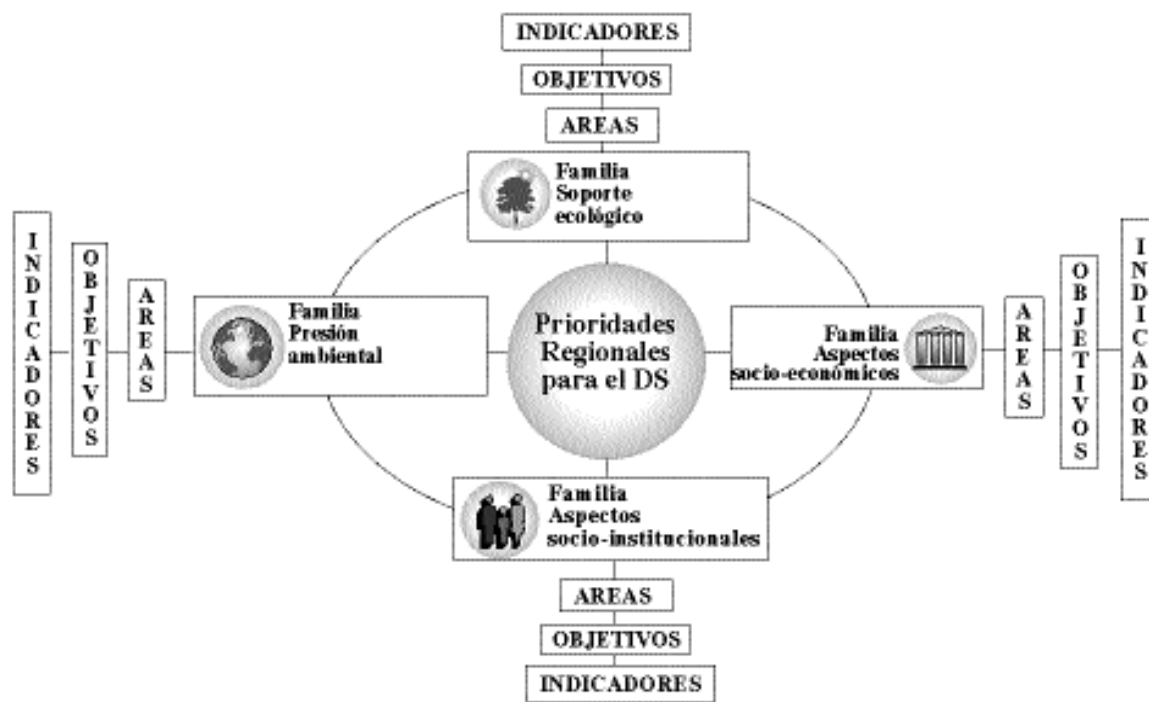 INDICADORES
OBJETIVOS
AREAS
Familia
Soporte
ecológico
INDICADORES
OBJETIVOS
AREAS
Familia
Presión
ambiental
Prioridades
Regionales
para el DS
Familia
Aspectos
socio-económicos
AREAS
OBJETIVOS
INDICADORES
Familia
Aspectos
socio-institucionales
AREAS
OBJETIVOS
INDICADORES